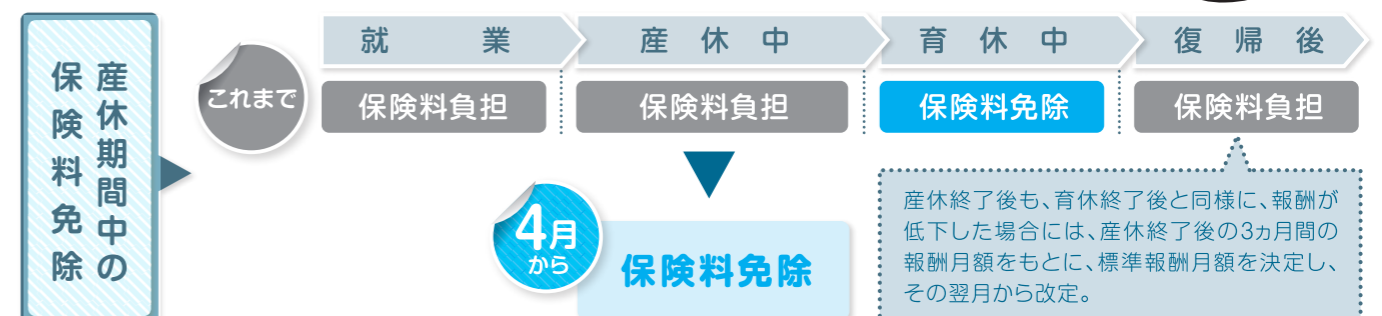 産休期間中の
保険料免除
これまで
就業
産休中
育休中
復帰後
保険料負担
保険料負担
保険料免除
保険料負担
4月
から
保険料免除
産休終了後も、育休終了後と同様に、報酬が
低下した場合には、産休終了後の3ヵ月間の
報酬月額をもとに、標準報酬月額を決定し、
その翌月から改定。